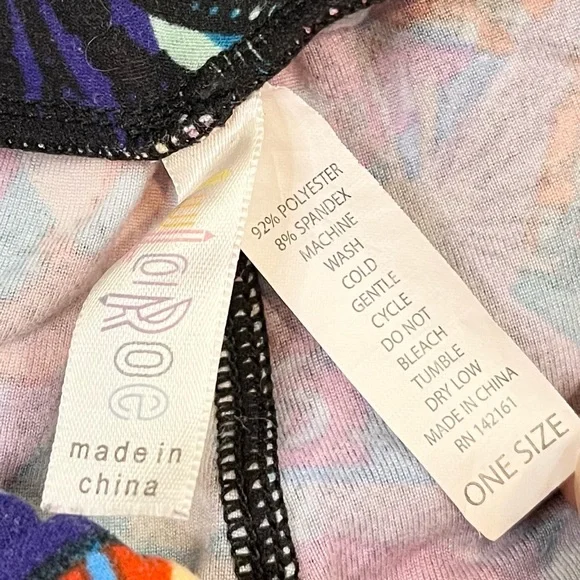 LuLaRoe
made in
china
92% POLYESTER
8% SPANDEX
MACHINE
WASH
COLD
GENTLE
CYCLE
DO NOT
BLEACH
TUMBLE
DRY LOW
MADE IN CHINA
RN 142161
ONE SIZE